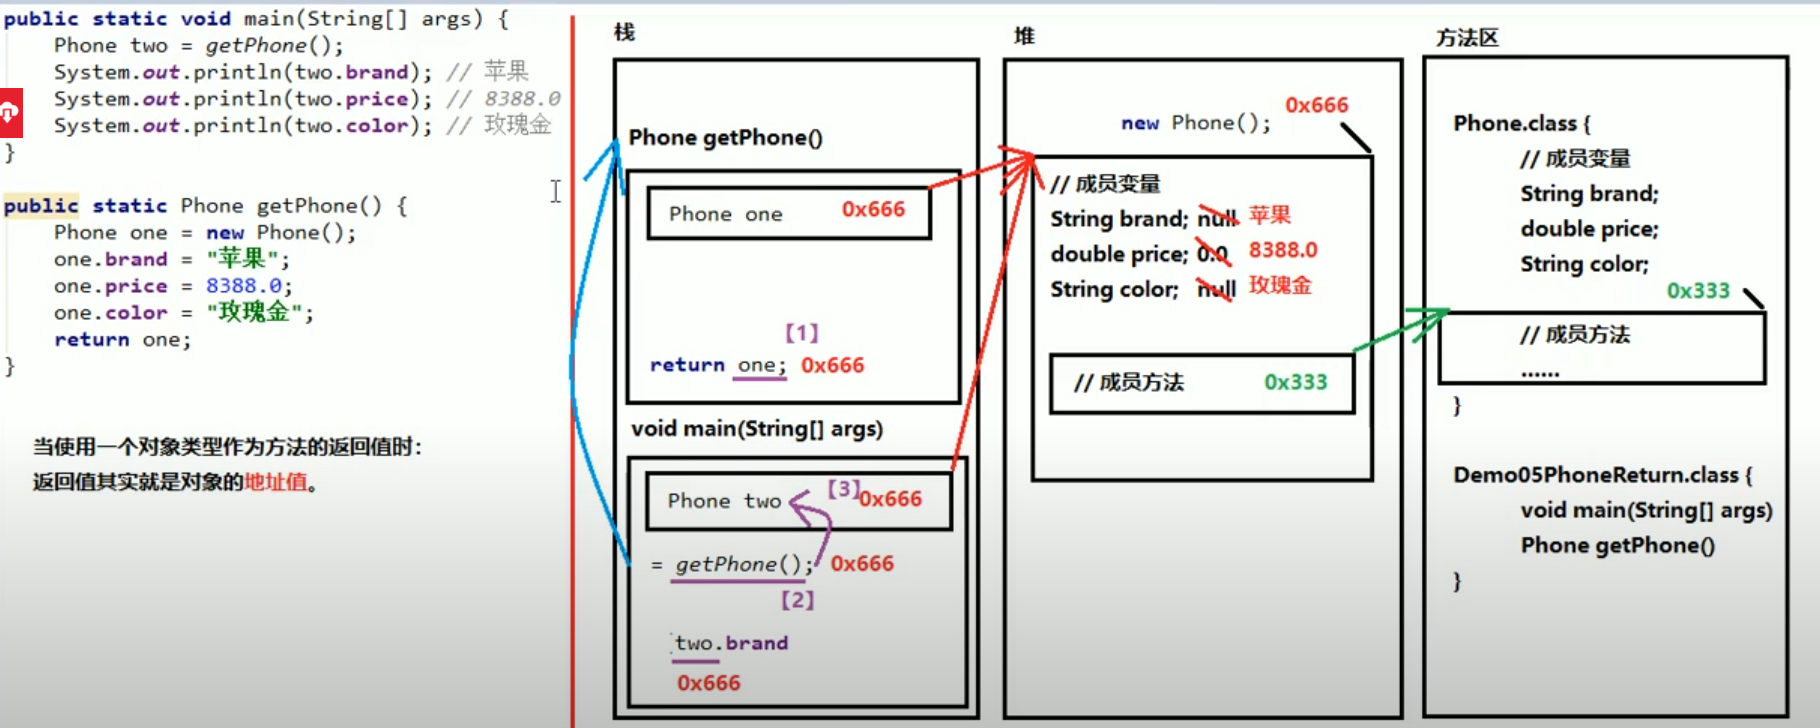 public static void main(String[] args) {
Phone two = getPhone();
System.out.println(two.brand); // 苹果
System.out.println(two.price); // 8388.0
System.out.println(two.color); // 玫瑰金
}
public static Phone getPhone() {
Phone one = new Phone();
one.brand = "苹果";
one.price = 8388.0;
one.color = "玫瑰金";
return one;
}
当使用一个对象类型作为方法的返回值时：
返回值其实就是对象的地址值。
栈
Phone getPhone()
Phone one 0x666
【1】
return one; 0x666
void main(String[] args)
Phone two 【3】 0x666
= getPhone(); 0x666
【2】
two.brand
0x666
堆
0x666
new Phone();
// 成员变量
String brand; null 苹果
double price; 0.0 8388.0
String color; null 玫瑰金
// 成员方法 0x333
方法区
Phone.class {
// 成员变量
String brand;
double price;
String color;
0x333
// 成员方法
......
}
Demo05PhoneReturn.class {
void main(String[] args)
Phone getPhone()
}